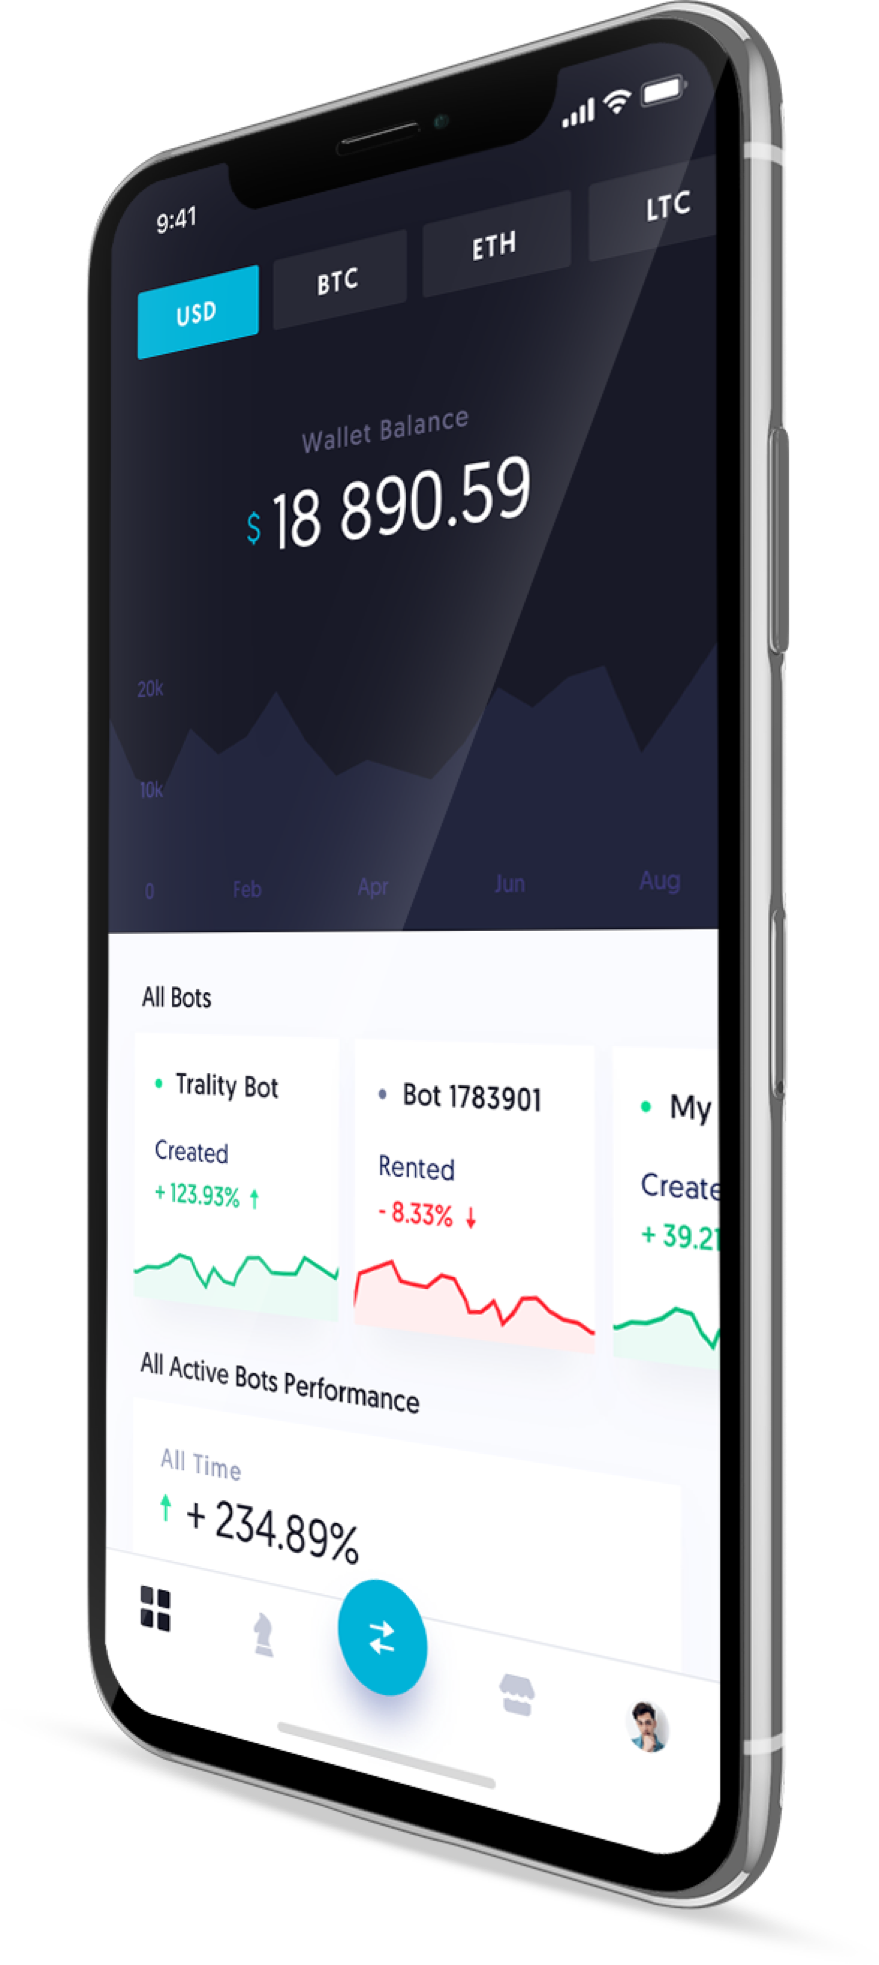 9:41
USD BTC ETH LTC
Wallet Balance
$ 18 890.59
20k
10k
0 Feb Apr Jun Aug
All Bots
Trality Bot
Created
+ 123.93%
Bot 1783901
Rented
- 8.33%
My
Create
+ 39.21
All Active Bots Performance
All Time
+ 234.89%